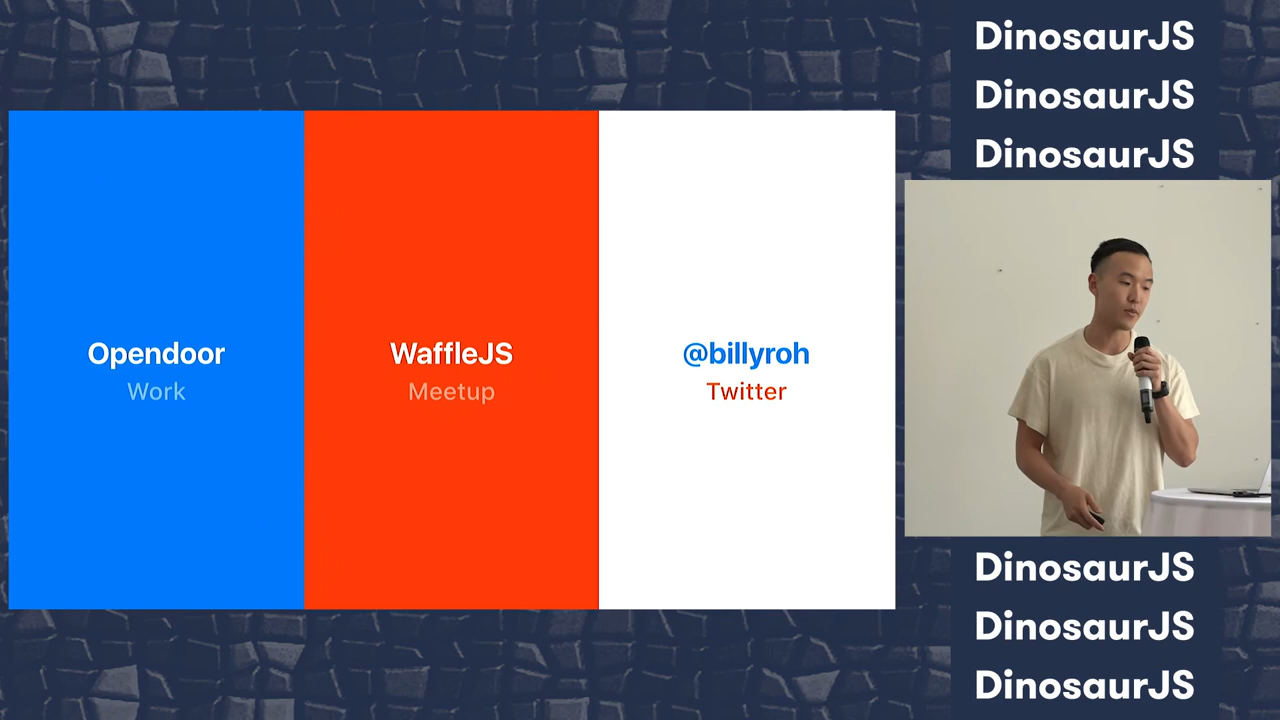 Opendoor
Work
WaffleJS
Meetup
@billyroh
Twitter
DinosaurJS
DinosaurJS
DinosaurJS
DinosaurJS
DinosaurJS
DinosaurJS